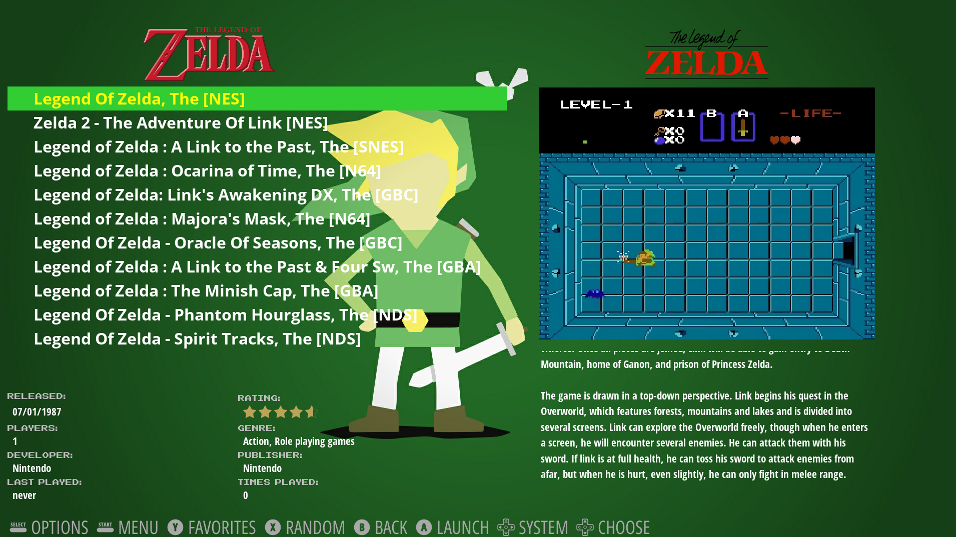 THE LEGEND OF
ZELDA
Legend Of Zelda, The [NES]
Zelda 2 - The Adventure Of Link [NES]
Legend of Zelda : A Link to the Past, The [SNES]
Legend of Zelda : Ocarina of Time, The [N64]
Legend of Zelda: Link's Awakening DX, The [GBC]
Legend of Zelda : Majora's Mask, The [N64]
Legend Of Zelda - Oracle Of Seasons, The [GBC]
Legend of Zelda : A Link to the Past & Four Sw, The [GBA]
Legend of Zelda : The Minish Cap, The [GBA]
Legend Of Zelda - Phantom Hourglass, The [NDS]
Legend Of Zelda - Spirit Tracks, The [NDS]
RELEASED:
07/01/1987
PLAYERS:
1
DEVELOPER:
Nintendo
LAST PLAYED:
never
RATING:
GENRE:
Action, Role playing games
PUBLISHER:
Nintendo
TIMES PLAYED:
0
The Legend of
ZELDA
LEVEL-1
X11 B A -LIFE-
X0
X0
Mountain, home of Ganon, and prison of Princess Zelda.
The game is drawn in a top-down perspective. Link begins his quest in the
Overworld, which features forests, mountains and lakes and is divided into
several screens. Link can explore the Overworld freely, though when he enters
a screen, he will encounter several enemies. He can attack them with his
sword. If link is at full health, he can toss his sword to attack enemies from
afar, but when he is hurt, even slightly, he can only fight in melee range.
SELECT OPTIONS START MENU Y FAVORITES X RANDOM B BACK A LAUNCH SYSTEM CHOOSE